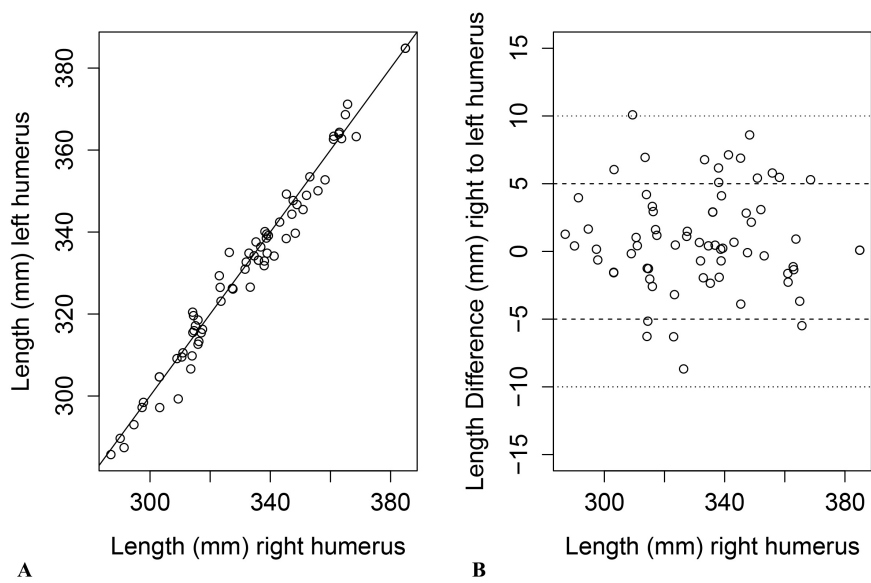 Length (mm) left humerus
380
360
340
320
300
300 340 380
Length (mm) right humerus
A
Length Difference (mm) right to left humerus
15
10
5
0
−5
−10
−15
300 340 380
Length (mm) right humerus
B